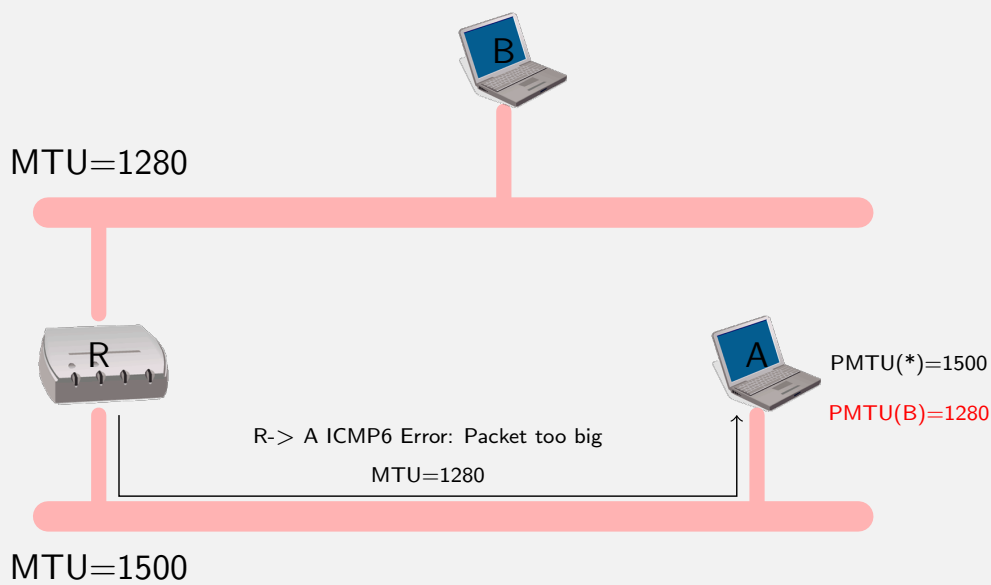 B
MTU=1280
R
A
PMTU(*)=1500
PMTU(B)=1280
R-> A ICMP6 Error: Packet too big
MTU=1280
MTU=1500